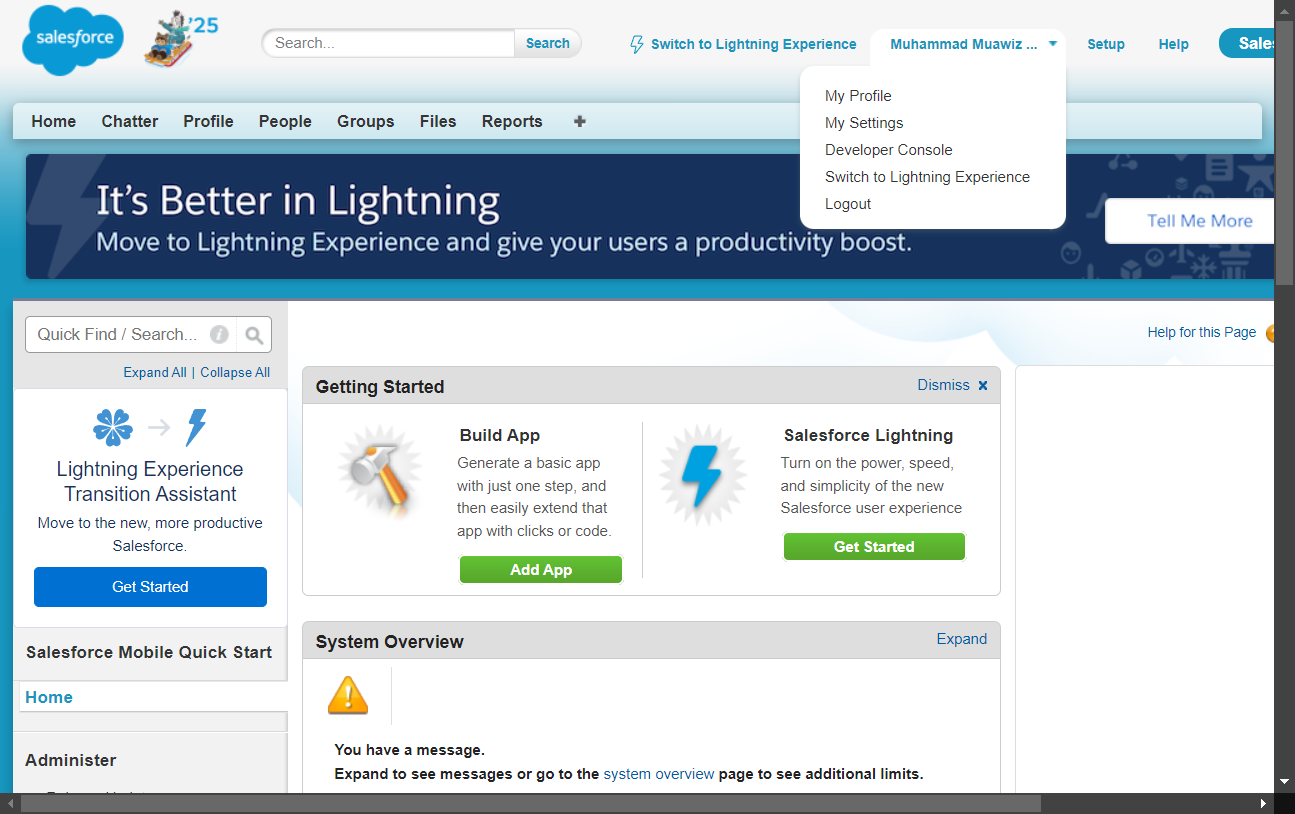 salesforce
'25
Search...
Search
Switch to Lightning Experience
Muhammad Muawiz ...
Setup
Help
My Profile
My Settings
Developer Console
Switch to Lightning Experience
Logout
Home
Chatter
Profile
People
Groups
Files
Reports
It's Better in Lightning
Move to Lightning Experience and give your users a productivity boost.
Tell Me More
Quick Find / Search...
Expand All | Collapse All
Help for this Page
Lightning Experience
Transition Assistant
Move to the new, more productive
Salesforce.
Get Started
Salesforce Mobile Quick Start
Home
Administer
Getting Started
Dismiss
Build App
Generate a basic app
with just one step, and
then easily extend that
app with clicks or code.
Add App
Salesforce Lightning
Turn on the power, speed,
and simplicity of the new
Salesforce user experience
Get Started
System Overview
Expand
You have a message.
Expand to see messages or go to the system overview page to see additional limits.